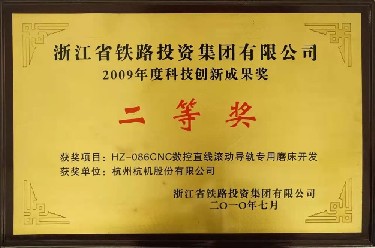 浙江省铁路投资集团有限公司
2009年度科技创新成果奖
二等奖
获奖项目：HZ-086CNC数控直线滚动导轨专用磨床开发
获奖单位：杭州杭机股份有限公司
浙江省铁路投资集团有限公司
二〇一〇年七月